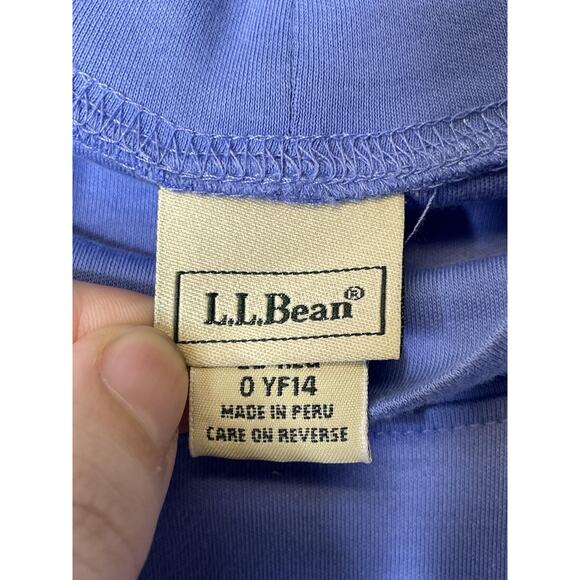 L.L.Bean®
0 YF14
MADE IN PERU
CARE ON REVERSE